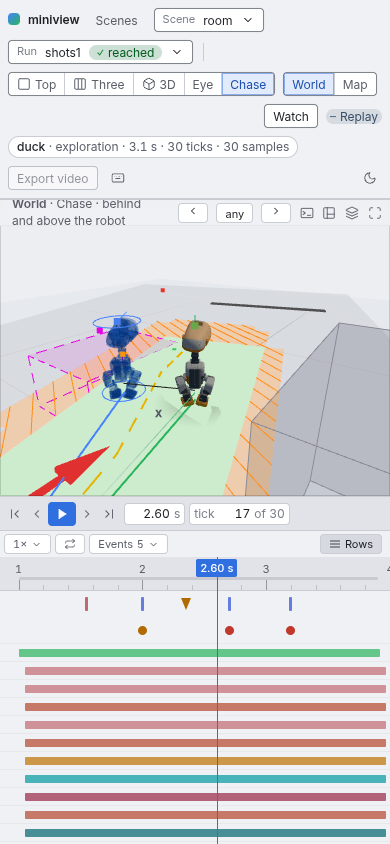 miniview Scenes Scene room
Run shots1 ✓ reached
Top Three 3D Eye Chase World Map
Watch – Replay
duck · exploration · 3.1 s · 30 ticks · 30 samples
Export video
World · Chase · behind
and above the robot
any
x
2.60 s tick 17 of 30
1× Events 5 Rows
1 2 2.60 s 3 4